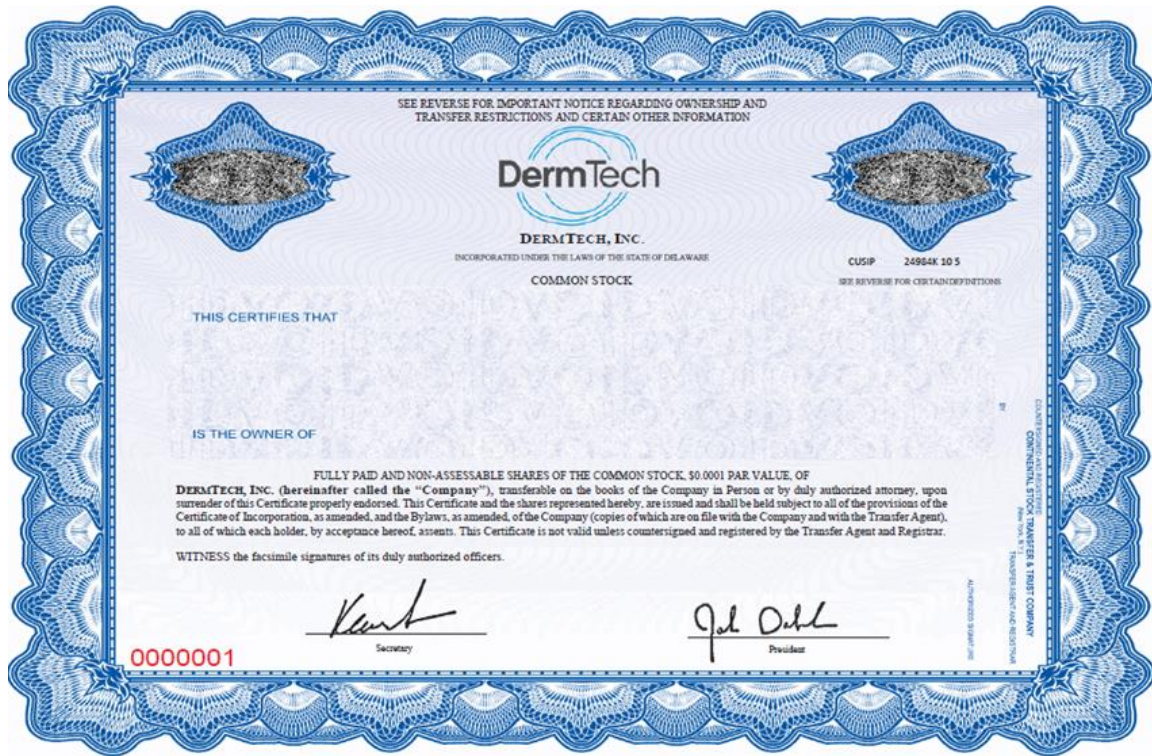 SEE REVERSE FOR IMPORTANT NOTICE REGARDING OWNERSHIP AND
TRANSFER RESTRICTIONS AND CERTAIN OTHER INFORMATION
DermTech
DERMTECH, INC.
INCORPORATED UNDER THE LAWS OF THE STATE OF DELAWARE
COMMON STOCK
CUSIP 24984K 10 5
SEE REVERSE FOR CERTAIN DEFINITIONS
THIS CERTIFIES THAT
IS THE OWNER OF
FULLY PAID AND NON-ASSESSABLE SHARES OF THE COMMON STOCK, $0.0001 PAR VALUE, OF
DERMTECH, INC. (hereinafter called the “Company”), transferable on the books of the Company in Person or by duly authorized attorney, upon
surrender of this Certificate properly endorsed. This Certificate and the shares represented hereby, are issued and shall be held subject to all of the provisions of the
Certificate of Incorporation, as amended, and the Bylaws, as amended, of the Company (copies of which are on file with the Company and with the Transfer Agent),
to all of which each holder, by acceptance hereof, assents. This Certificate is not valid unless countersigned and registered by the Transfer Agent and Registrar.
WITNESS the facsimile signatures of its duly authorized officers.
Secretary
President
0000001
COUNTERSIGNED AND REGISTERED:
CONTINENTAL STOCK TRANSFER & TRUST COMPANY
(New York, N.Y.)
TRANSFER AGENT AND REGISTRAR
BY
AUTHORIZED SIGNATURE